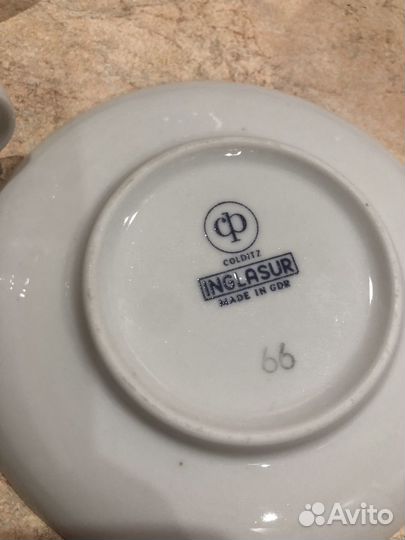 cp
COLDITZ
INGLASUR
MADE IN GDR
66
Avito